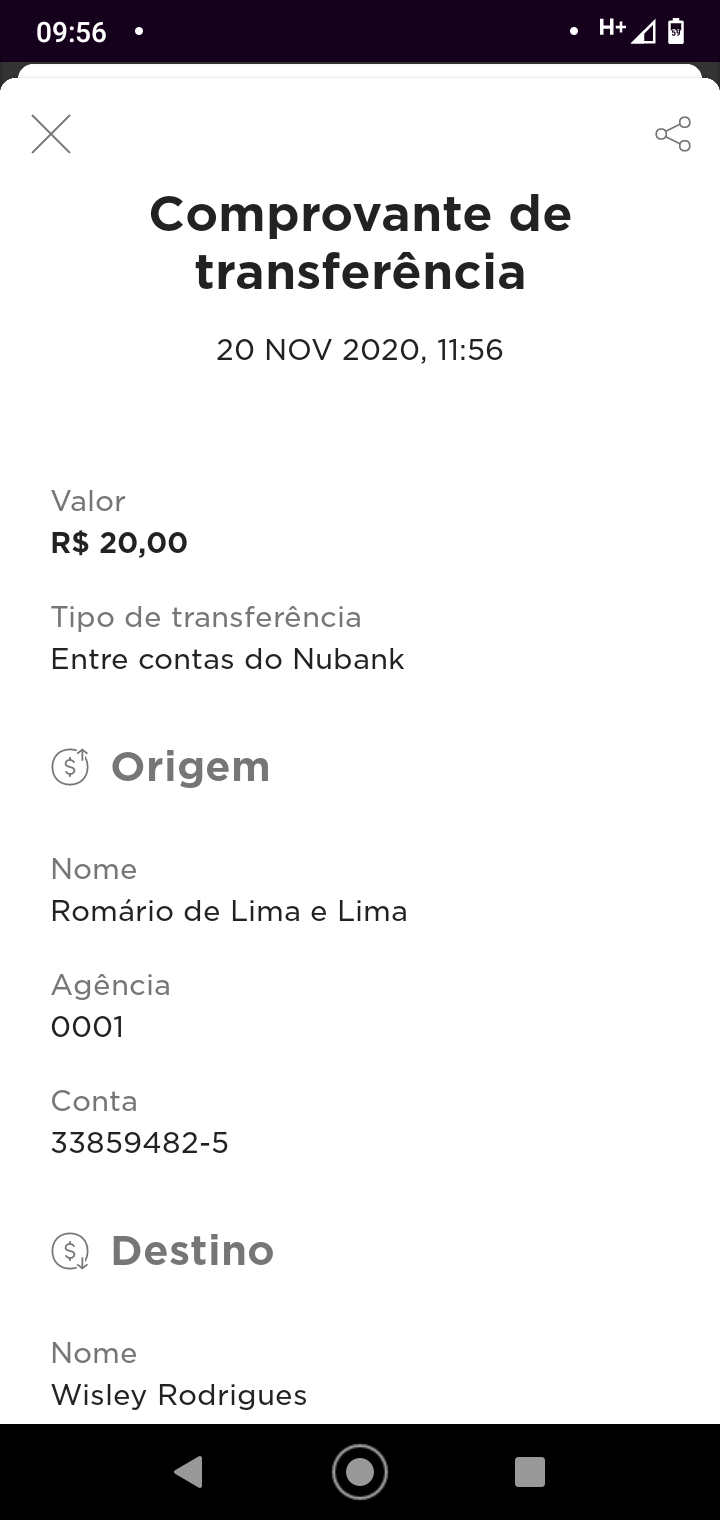 09:56
H+
59
Comprovante de
transferência
20 NOV 2020, 11:56
Valor
R$ 20,00
Tipo de transferência
Entre contas do Nubank
$ Origem
Nome
Romário de Lima e Lima
Agência
0001
Conta
33859482-5
$ Destino
Nome
Wisley Rodrigues